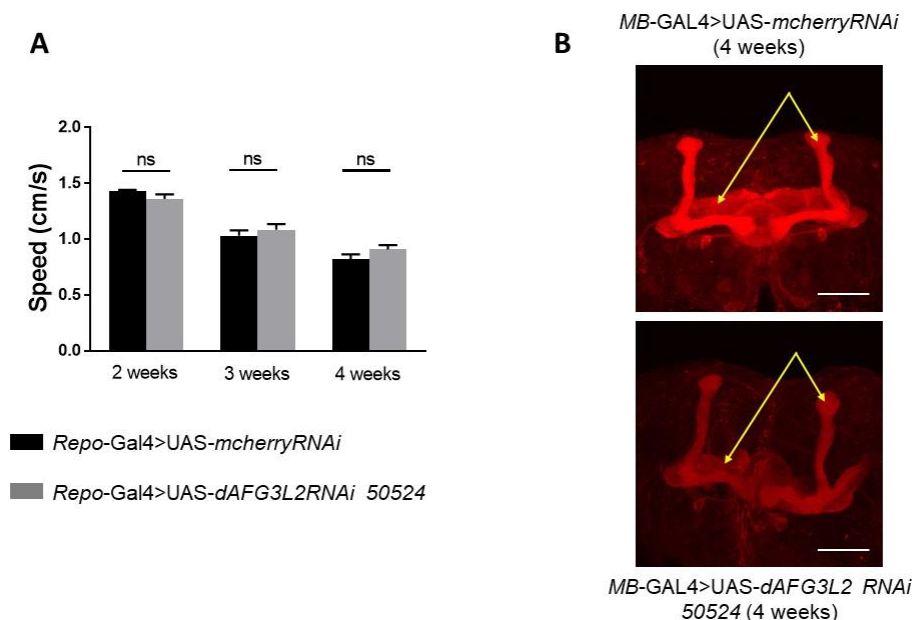 A
Speed (cm/s)
2.0
1.5
1.0
0.5
0.0
ns
ns
ns
2 weeks
3 weeks
4 weeks
Repo-Gal4>UAS-mcherryRNAi
Repo-Gal4>UAS-dAFG3L2RNAi 50524
B
MB-GAL4>UAS-mcherryRNAi
(4 weeks)
MB-GAL4>UAS-dAFG3L2 RNAi
50524 (4 weeks)